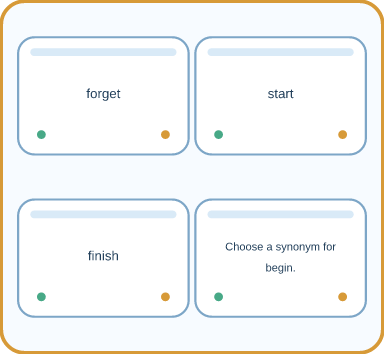 forget
start
finish
Choose a synonym for
begin.